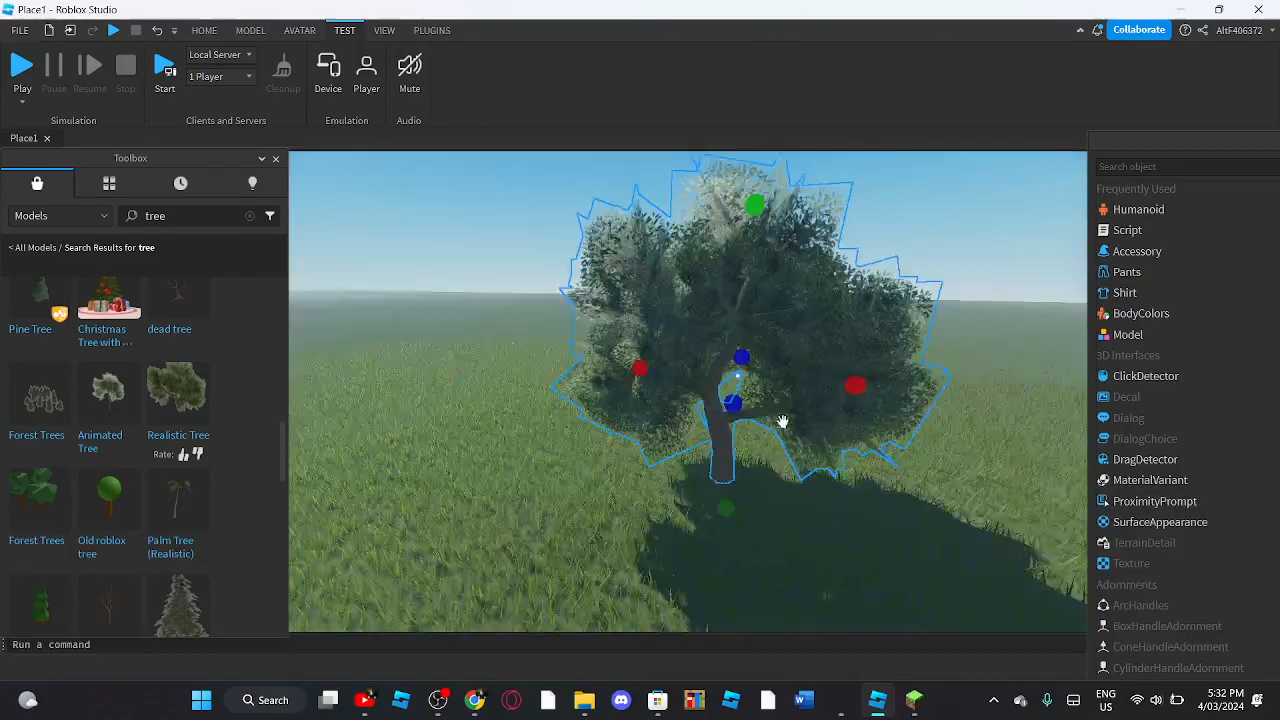 Place1 - Roblox Studio
FILE HOME MODEL AVATAR TEST VIEW PLUGINS Collaborate AltF406372
Local Server
1 Player
Play Pause Resume Stop Start Cleanup Device Player Mute
Simulation Clients and Servers Emulation Audio
Place1
Toolbox
Models tree
< All Models / Search Results for tree
Pine Tree
Christmas Tree with ...
dead tree
Forest Trees
Animated Tree
Realistic Tree
Rate:
Forest Trees
Old roblox tree
Palm Tree (Realistic)
Run a command
Search object
Frequently Used
Humanoid
Script
Accessory
Pants
Shirt
BodyColors
Model
3D Interfaces
ClickDetector
Decal
Dialog
DialogChoice
DragDetector
MaterialVariant
ProximityPrompt
SurfaceAppearance
TerrainDetail
Texture
Adornments
ArcHandles
BoxHandleAdornment
ConeHandleAdornment
CylinderHandleAdornment
Search
ENG
US
5:32 PM
4/03/2024